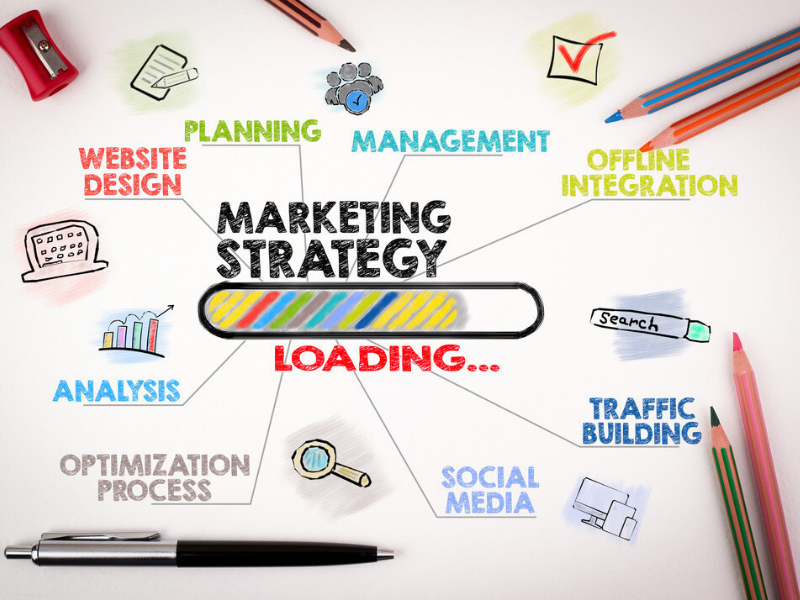 PLANNING
MANAGEMENT
WEBSITE
DESIGN
OFFLINE
INTEGRATION
MARKETING
STRATEGY
LOADING...
search
ANALYSIS
TRAFFIC
BUILDING
OPTIMIZATION
PROCESS
SOCIAL
MEDIA